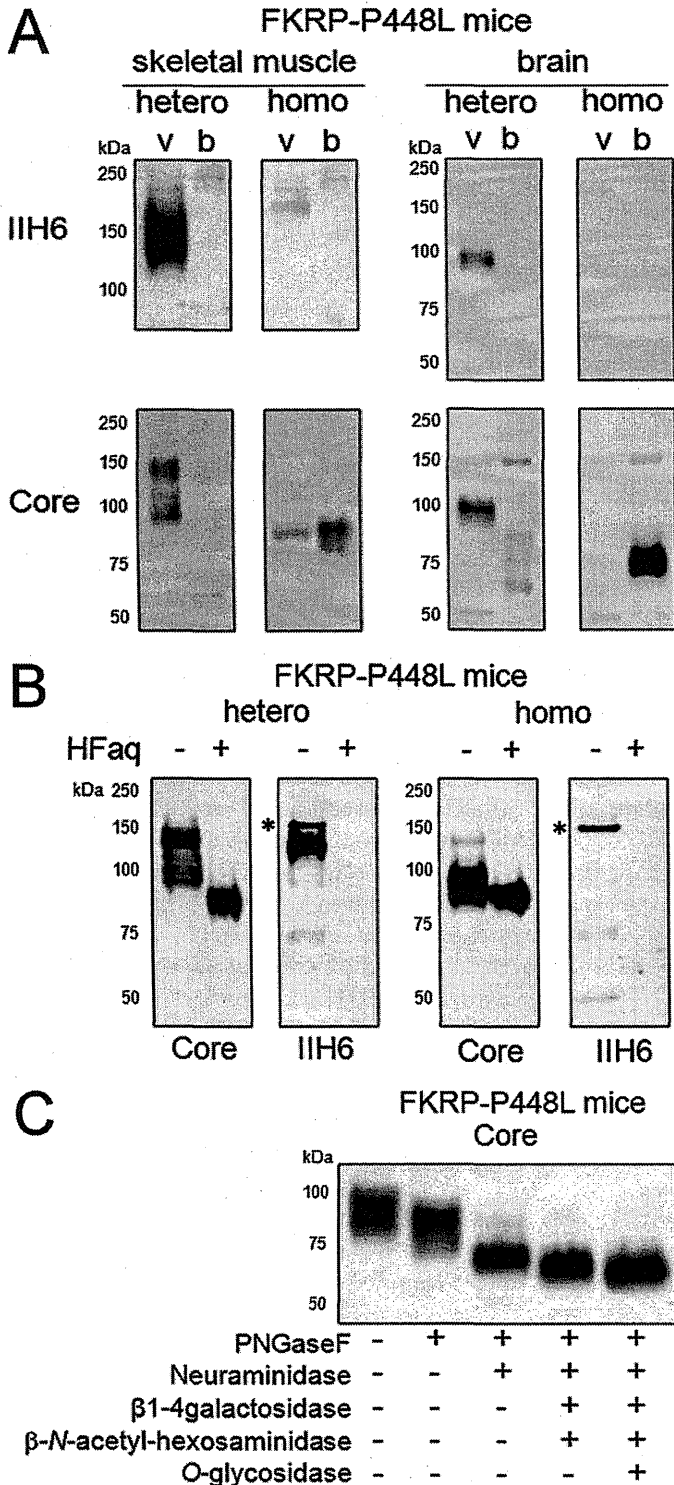 A
FKRP-P448L mice
skeletal muscle brain
hetero homo hetero homo
v b v b v b v b
kDa kDa
IIH6
250
150
100
250
150
100
75
50
Core
250
150
100
75
50
250
150
100
75
50
B
FKRP-P448L mice
hetero homo
HFaq - + - + - + - +
kDa
250
150
100
75
50
*
250
150
100
75
50
*
Core IIH6 Core IIH6
C
FKRP-P448L mice
Core
kDa
100
75
50
PNGaseF - + + + +
Neuraminidase - - + + +
β1-4galactosidase - - - + +
β-N-acetyl-hexosaminidase - - - + +
O-glycosidase - - - - +